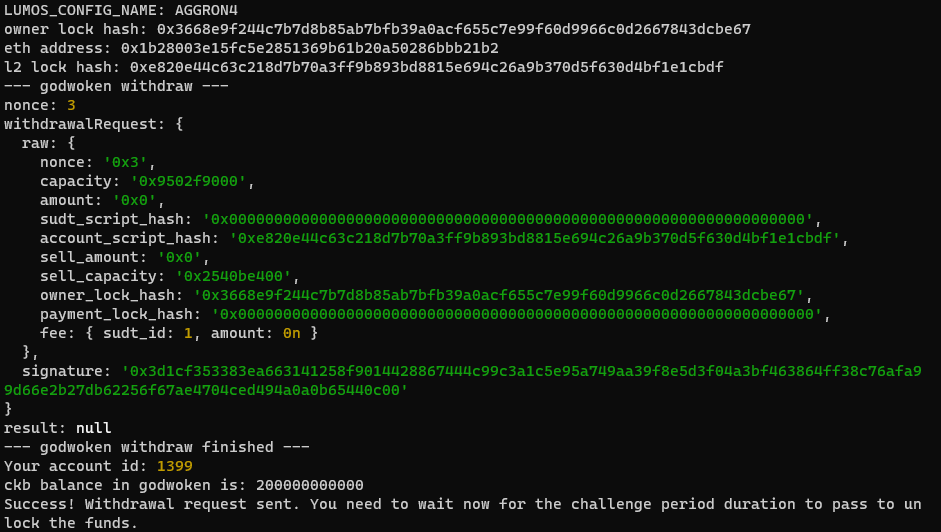 LUMOS_CONFIG_NAME: AGGRON4
owner lock hash: 0x3668e9f244c7b7d8b85ab7bfb39a0acf655c7e99f60d9966c0d2667843dcbe67
eth address: 0x1b28003e15fc5e2851369b61b20a50286bbb21b2
l2 lock hash: 0xe820e44c63c218d7b70a3ff9b893bd8815e694c26a9b370d5f630d4bf1e1cbdf
--- godwoken withdraw ---
nonce: 3
withdrawalRequest: {
  raw: {
    nonce: '0x3',
    capacity: '0x9502f9000',
    amount: '0x0',
    sudt_script_hash: '0x0000000000000000000000000000000000000000000000000000000000000000',
    account_script_hash: '0xe820e44c63c218d7b70a3ff9b893bd8815e694c26a9b370d5f630d4bf1e1cbdf',
    sell_amount: '0x0',
    sell_capacity: '0x2540be400',
    owner_lock_hash: '0x3668e9f244c7b7d8b85ab7bfb39a0acf655c7e99f60d9966c0d2667843dcbe67',
    payment_lock_hash: '0x0000000000000000000000000000000000000000000000000000000000000000',
    fee: { sudt_id: 1, amount: 0n }
  },
  signature: '0x3d1cf353383ea663141258f9014428867444c99c3a1c5e95a749aa39f8e5d3f04a3bf463864ff38c76afa9
9d66e2b27db62256f67ae4704ced494a0a0b65440c00'
}
result: null
--- godwoken withdraw finished ---
Your account id: 1399
ckb balance in godwoken is: 200000000000
Success! Withdrawal request sent. You need to wait now for the challenge period duration to pass to un
lock the funds.